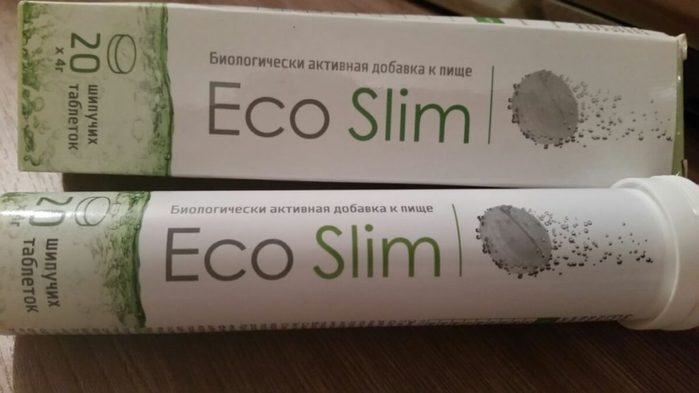 Биологически активная добавка к пище
Eco Slim
20
х 4г
шипучих
таблеток
Биологически активная добавка к пище
Eco Slim
20
шипучих
таблеток